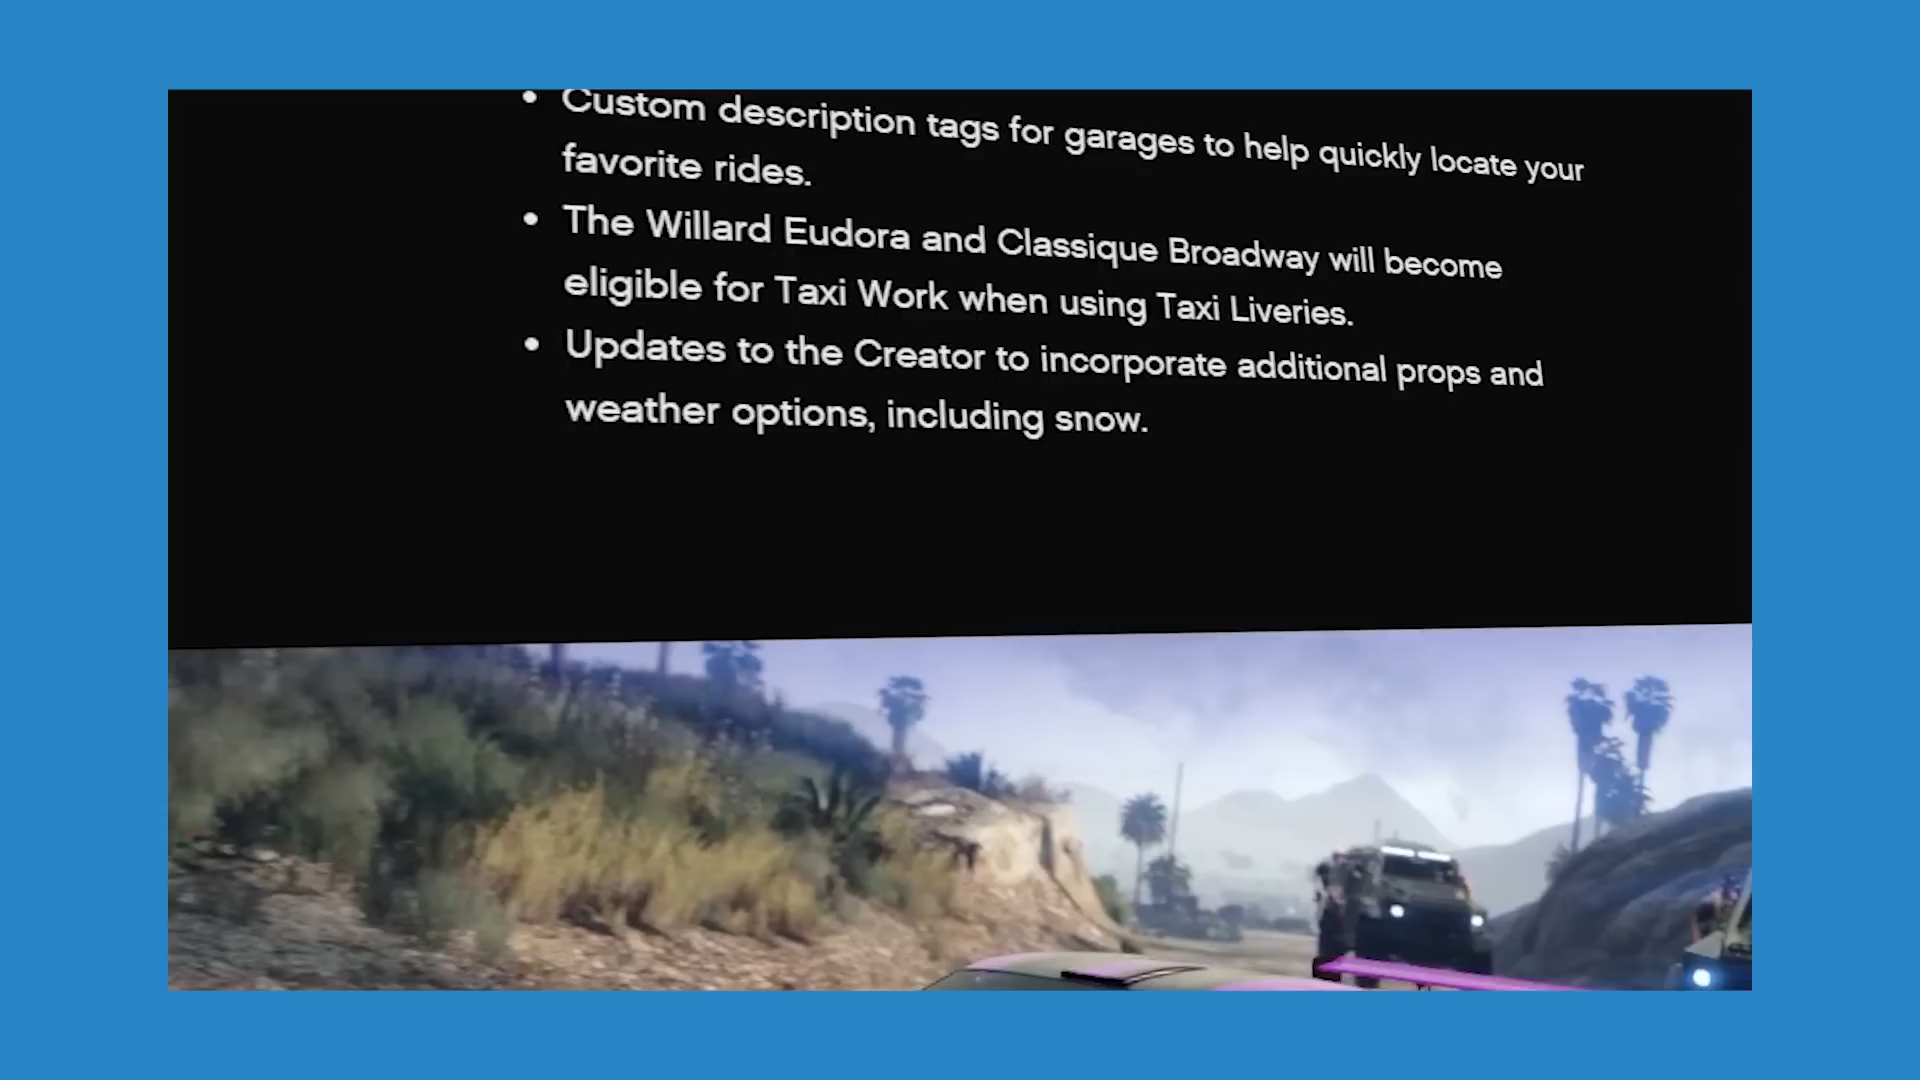 • Custom description tags for garages to help quickly locate your
favorite rides.
• The Willard Eudora and Classique Broadway will become
eligible for Taxi Work when using Taxi Liveries.
• Updates to the Creator to incorporate additional props and
weather options, including snow.